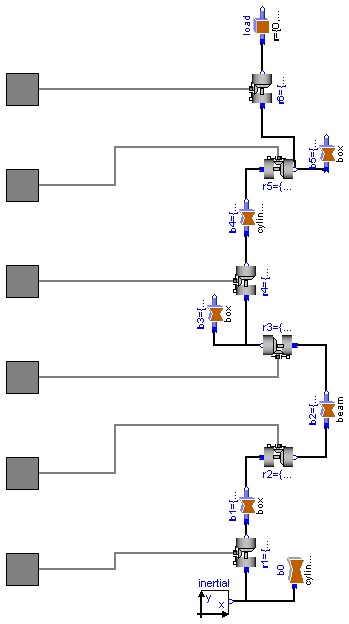 load
r={0,...
r6={...
b5={...
box
r5={...
b4={...
cylin...
r4={...
b3={...
box
r3={...
b2={...
beam
r2={...
b1={...
box
r1={...
b0
cylin...
inertial
y
x